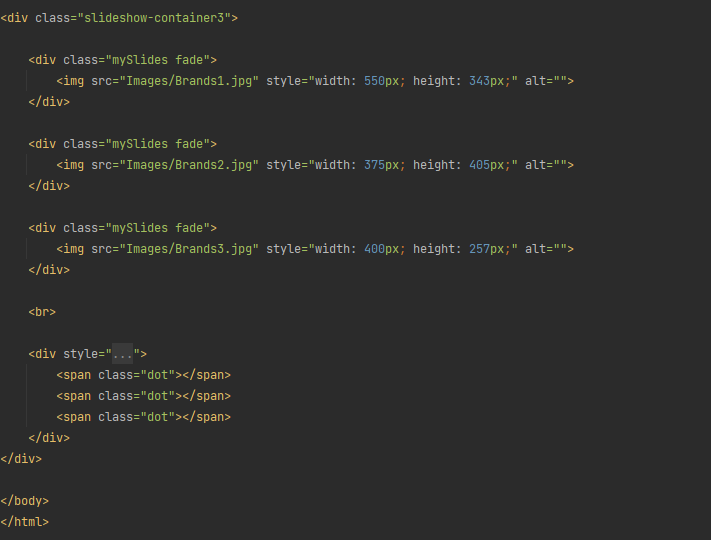 <div class="slideshow-container3">
<div class="mySlides fade">
<img src="Images/Brands1.jpg" style="width: 550px; height: 343px;" alt="">
</div>
<div class="mySlides fade">
<img src="Images/Brands2.jpg" style="width: 375px; height: 405px;" alt="">
</div>
<div class="mySlides fade">
<img src="Images/Brands3.jpg" style="width: 400px; height: 257px;" alt="">
</div>
<br>
<div style="...">
<span class="dot"></span>
<span class="dot"></span>
<span class="dot"></span>
</div>
</div>
</body>
</html>